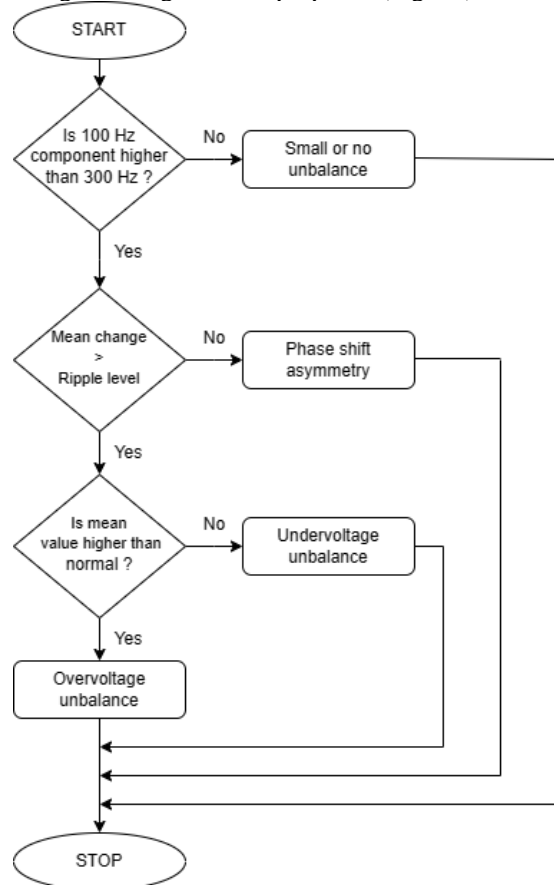 START
Is 100 Hz
component higher
than 300 Hz ?
No
Small or no
unbalance
Yes
Mean change
>
Ripple level
No
Phase shift
asymmetry
Yes
Is mean
value higher than
normal ?
No
Undervoltage
unbalance
Yes
Overvoltage
unbalance
STOP